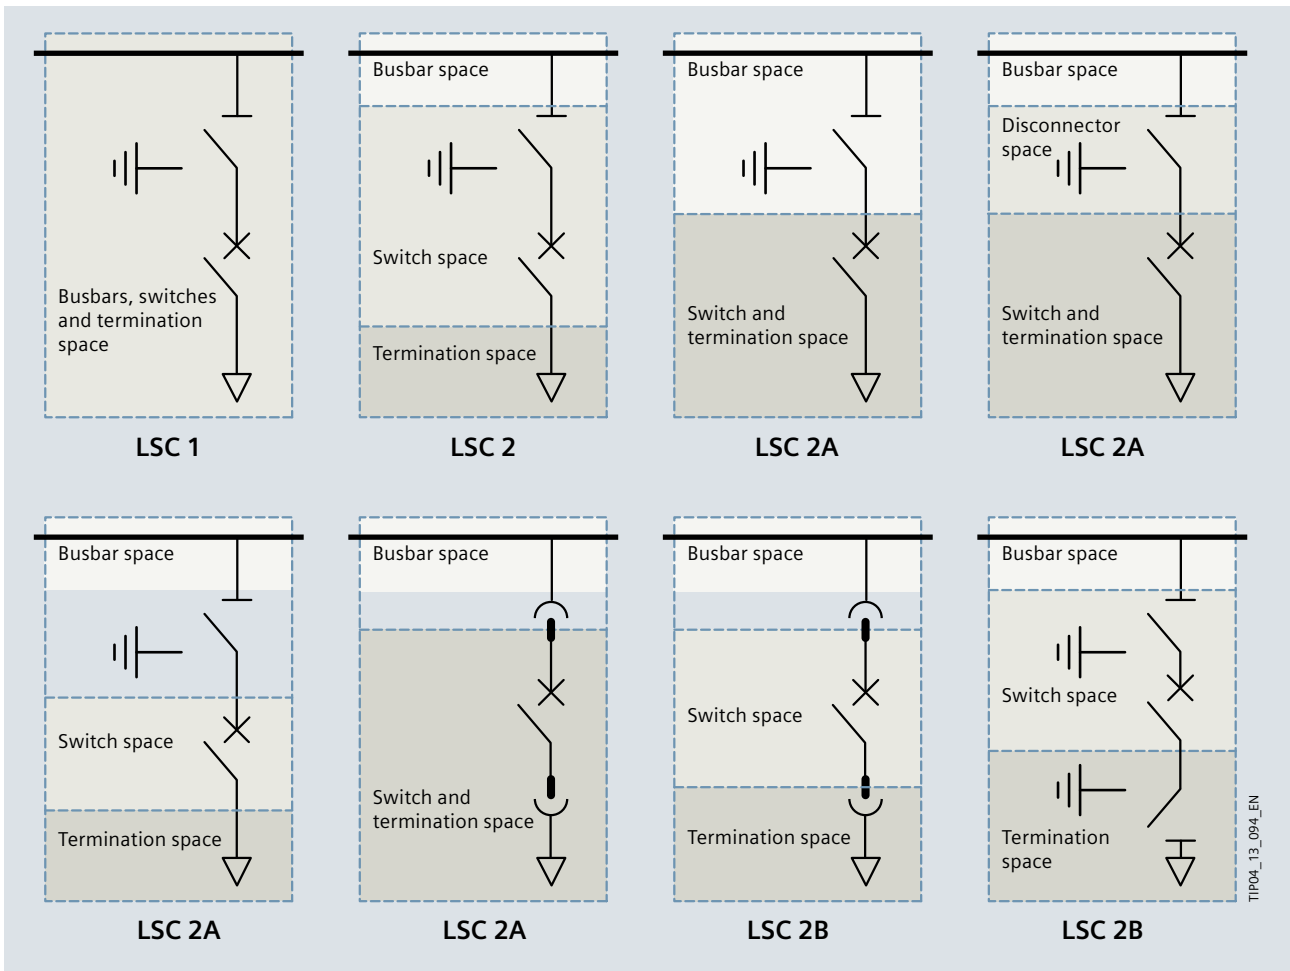 Busbars, switches
and termination
space
LSC 1
Busbar space
Switch space
Termination space
LSC 2
Busbar space
Switch and
termination space
LSC 2A
Busbar space
Disconnector
space
Switch and
termination space
LSC 2A
Busbar space
Switch space
Termination space
LSC 2A
Busbar space
Switch and
termination space
LSC 2A
Busbar space
Switch space
Termination space
LSC 2B
Busbar space
Switch space
Termination
space
LSC 2B
TIP04_13_094_EN